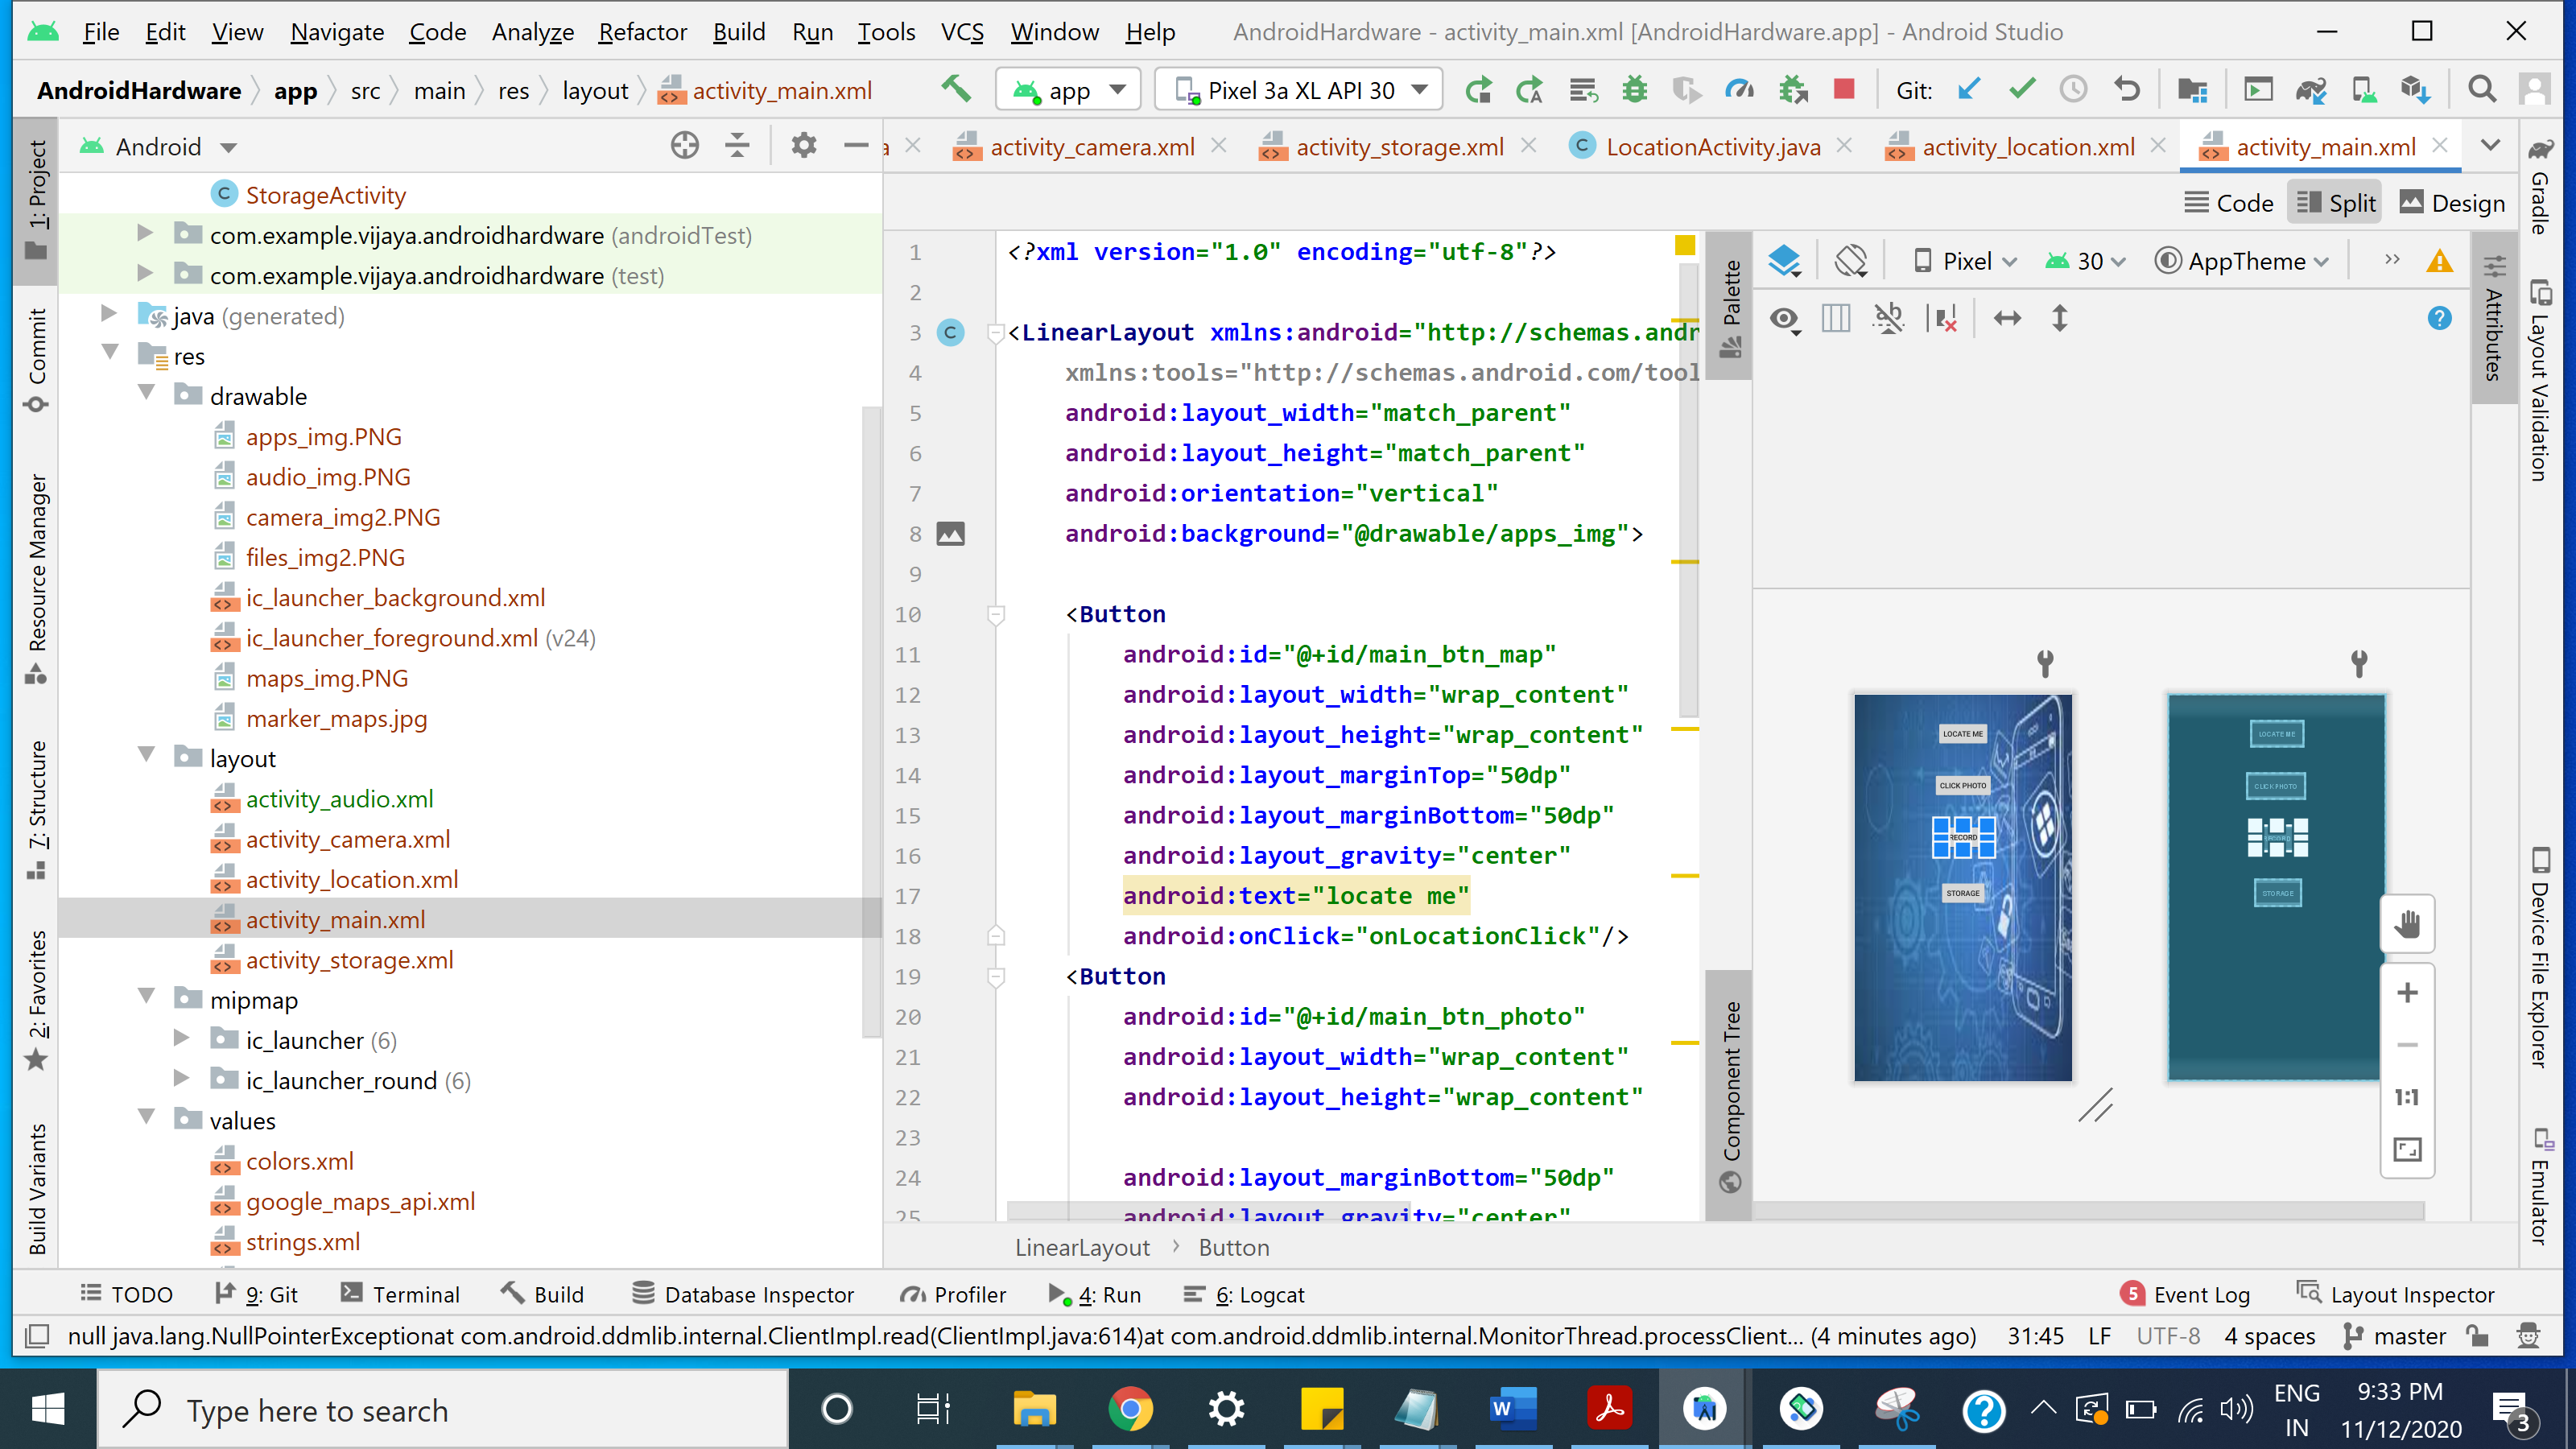 File Edit View Navigate Code Analyze Refactor Build Run Tools VCS Window Help AndroidHardware - activity_main.xml [AndroidHardware.app] - Android Studio
AndroidHardware app src main res layout activity_main.xml app Pixel 3a XL API 30 Git:
Android
a activity_camera.xml activity_storage.xml LocationActivity.java activity_location.xml activity_main.xml
Code Split Design
1: Project
Commit
Resource Manager
7: Structure
2: Favorites
Build Variants
StorageActivity
com.example.vijaya.androidhardware (androidTest)
com.example.vijaya.androidhardware (test)
java (generated)
res
drawable
apps_img.PNG
audio_img.PNG
camera_img2.PNG
files_img2.PNG
ic_launcher_background.xml
ic_launcher_foreground.xml (v24)
maps_img.PNG
marker_maps.jpg
layout
activity_audio.xml
activity_camera.xml
activity_location.xml
activity_main.xml
activity_storage.xml
mipmap
ic_launcher (6)
ic_launcher_round (6)
values
colors.xml
google_maps_api.xml
strings.xml
1 <?xml version="1.0" encoding="utf-8"?>
2
3 <LinearLayout xmlns:android="http://schemas.andr
4 xmlns:tools="http://schemas.android.com/tool
5 android:layout_width="match_parent"
6 android:layout_height="match_parent"
7 android:orientation="vertical"
8 android:background="@drawable/apps_img">
9
10 <Button
11 android:id="@+id/main_btn_map"
12 android:layout_width="wrap_content"
13 android:layout_height="wrap_content"
14 android:layout_marginTop="50dp"
15 android:layout_marginBottom="50dp"
16 android:layout_gravity="center"
17 android:text="locate me"
18 android:onClick="onLocationClick"/>
19 <Button
20 android:id="@+id/main_btn_photo"
21 android:layout_width="wrap_content"
22 android:layout_height="wrap_content"
23
24 android:layout_marginBottom="50dp"
25 android:layout_gravity="center"
LinearLayout Button
Palette
Component Tree
Pixel 30 AppTheme
LOCATE ME
CLICK PHOTO
RECORD
STORAGE
LOCATE ME
CLICK PHOTO
STORAGE
1:1
Attributes
Gradle
Layout Validation
Device File Explorer
Emulator
TODO 9: Git Terminal Build Database Inspector Profiler 4: Run 6: Logcat 5 Event Log Layout Inspector
null java.lang.NullPointerExceptionat com.android.ddmlib.internal.ClientImpl.read(ClientImpl.java:614)at com.android.ddmlib.internal.MonitorThread.processClient... (4 minutes ago) 31:45 LF UTF-8 4 spaces master
Type here to search
ENG
IN
9:33 PM
11/12/2020
3